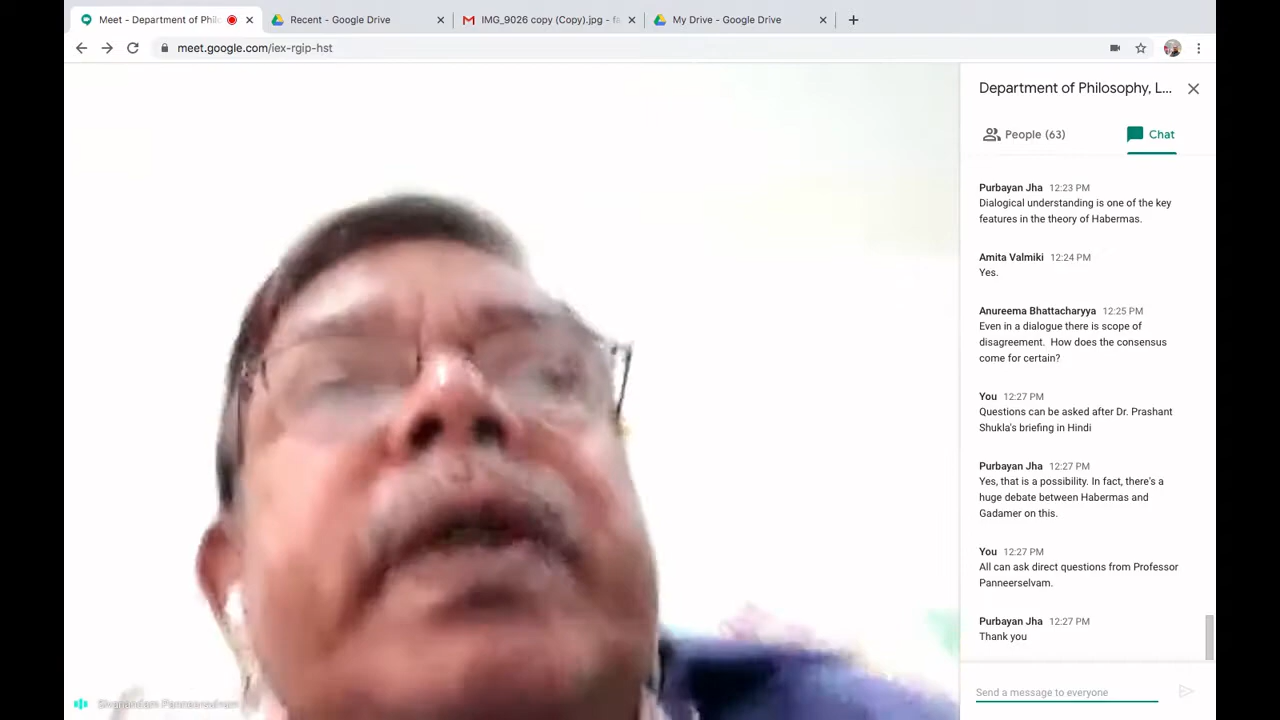 Meet - Department of Phil
Recent - Google Drive
IMG_9026 copy (Copy).jpg - fa
My Drive - Google Drive
meet.google.com/iex-rgip-hst
Department of Philosophy, L...
People (63)
Chat
Purbayan Jha 12:23 PM
Dialogical understanding is one of the key
features in the theory of Habermas.
Amita Valmiki 12:24 PM
Yes.
Anureema Bhattacharyya 12:25 PM
Even in a dialogue there is scope of
disagreement. How does the consensus
come for certain?
You 12:27 PM
Questions can be asked after Dr. Prashant
Shukla's briefing in Hindi
Purbayan Jha 12:27 PM
Yes, that is a possibility. In fact, there's a
huge debate between Habermas and
Gadamer on this.
You 12:27 PM
All can ask direct questions from Professor
Panneerselvam.
Purbayan Jha 12:27 PM
Thank you
Send a message to everyone
Panneerselvam